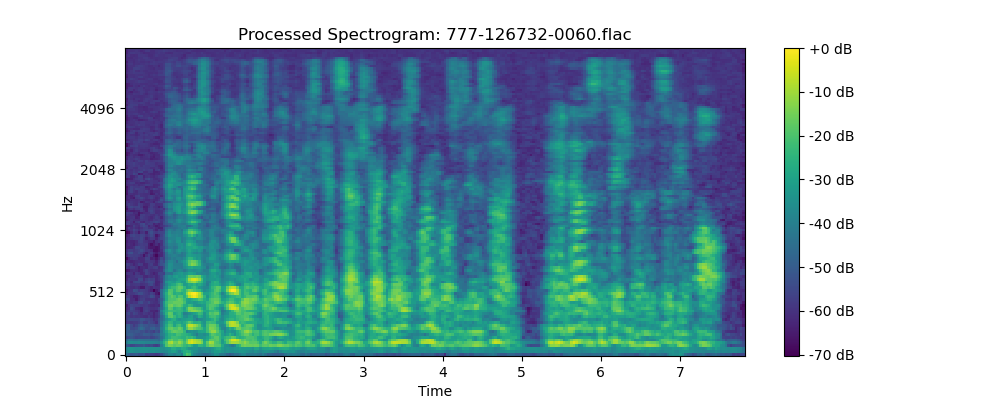 Processed Spectrogram: 777-126732-0060.flac
Hz
4096
2048
1024
512
0
0 1 2 3 4 5 6 7
Time
+0 dB
-10 dB
-20 dB
-30 dB
-40 dB
-50 dB
-60 dB
-70 dB